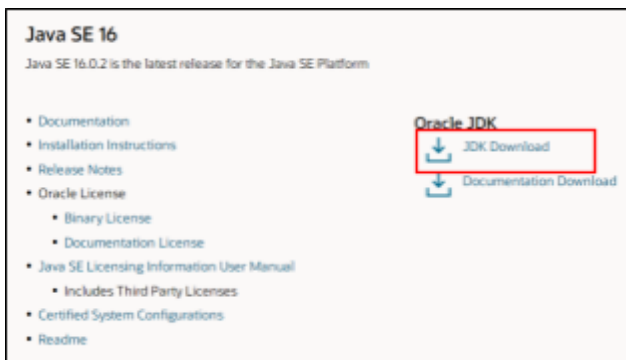 Java SE 16
Java SE 16.0.2 is the latest release for the Java SE Platform
• Documentation
• Installation Instructions
• Release Notes
• Oracle License
• Binary License
• Documentation License
• Java SE Licensing Information User Manual
• Includes Third Party Licenses
• Certified System Configurations
• Readme
Oracle JDK
JDK Download
Documentation Download